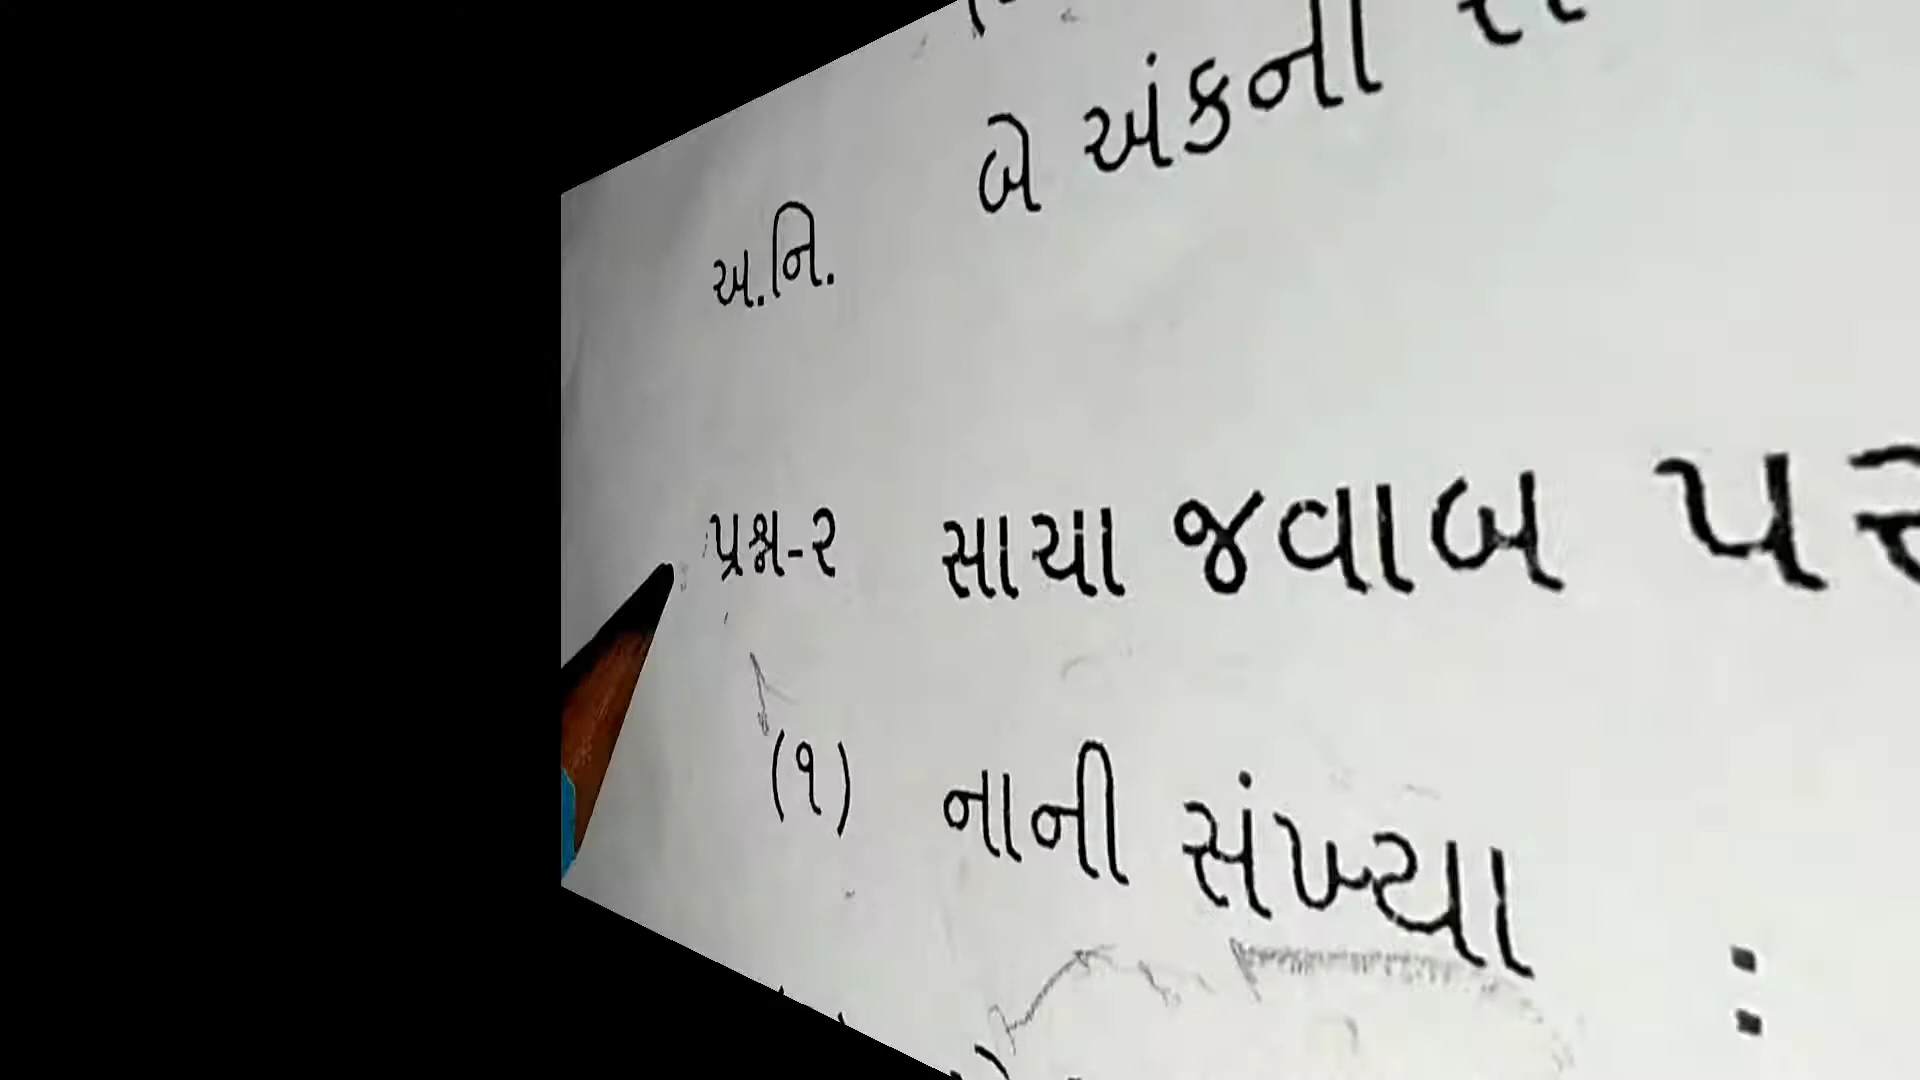 બે અંકની
અ.નિ.
પ્રશ્ન-૨ સાચા જવાબ
(૧) નાની સંખ્યા :